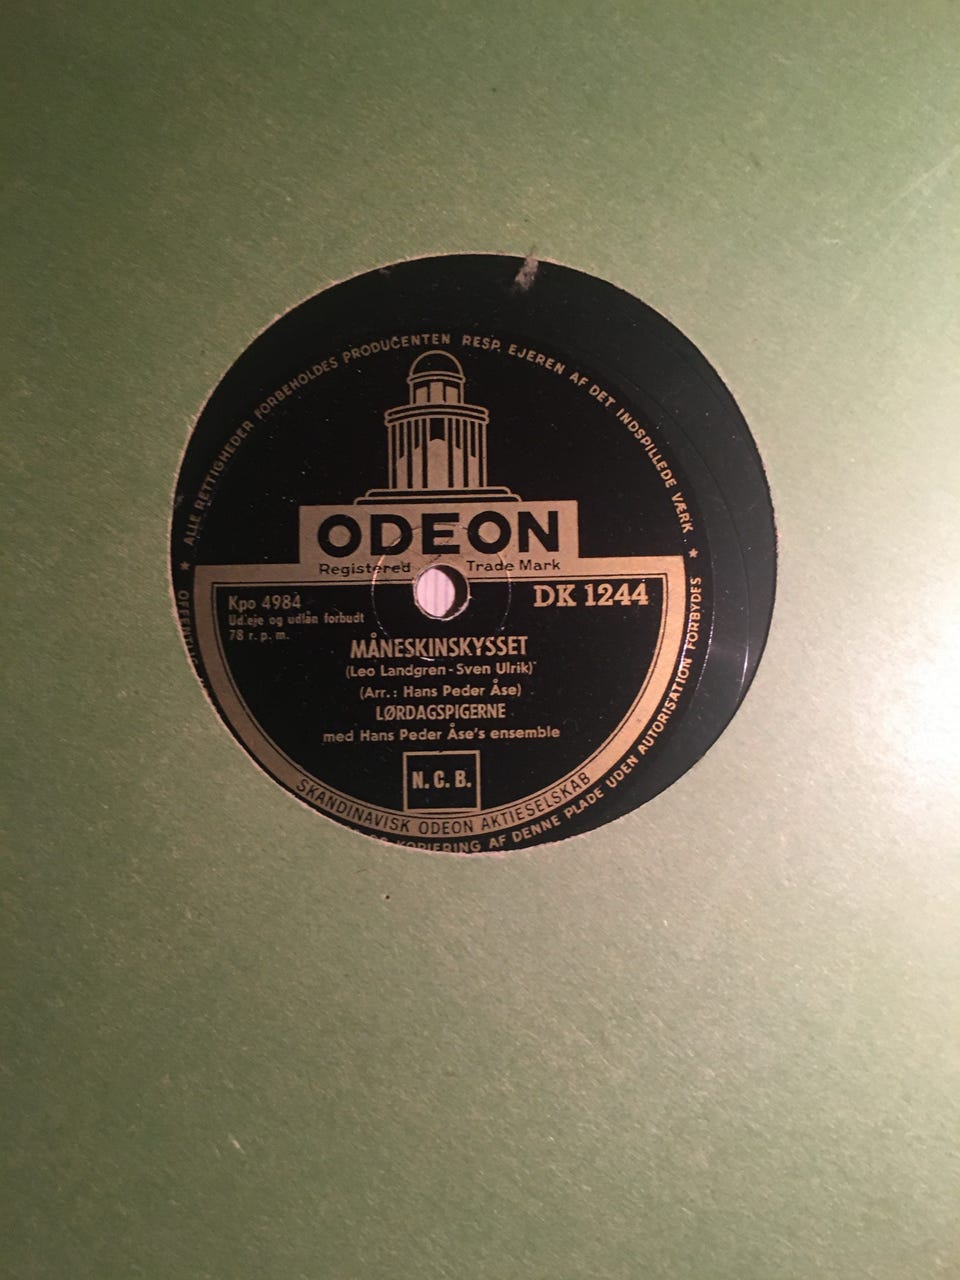 ALLE RETTIGHEDER FORBEHOLDES PRODUCENTEN RESP. EJEREN AF DET INDSPILLEDE VÆRK ★
ODEON
Registered Trade Mark
Kpo 4984
DK 1244
Udleje og udlån forbudt
78 r. p. m.
MÅNESKINSKYSSET
(Leo Landgren - Sven Ulrik)
(Arr.: Hans Peder Åse)
LØRDAGSPIGERNE
med Hans Peder Åse's ensemble
N. C. B.
SKANDINAVISK ODEON AKTIESELSKAB
★ OG KOPIERING AF DENNE PLADE UDEN AUTORISATION FORBYDES